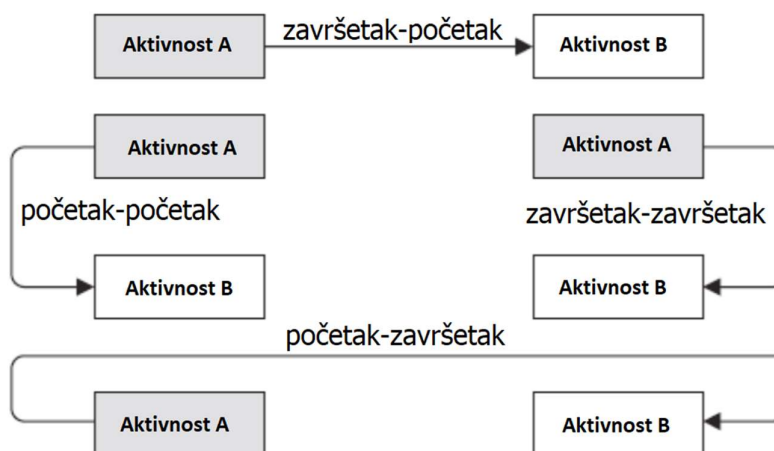 Aktivnost A
završetak-početak
Aktivnost B
Aktivnost A
Aktivnost A
početak-početak
završetak-završetak
Aktivnost B
Aktivnost B
početak-završetak
Aktivnost A
Aktivnost B